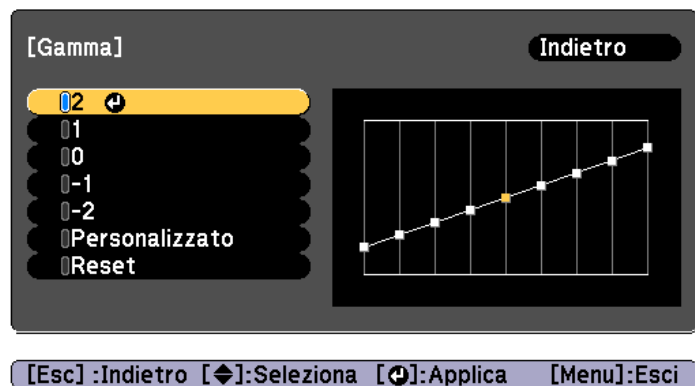 [Gamma] Indietro
2
1
0
-1
-2
Personalizzato
Reset
[Esc] :Indietro [◆]:Seleziona [↵]:Applica [Menu]:Esci